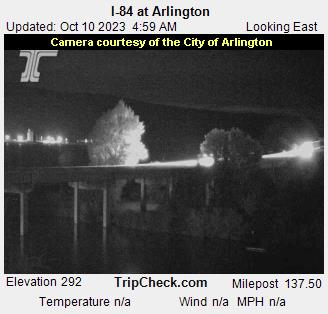 I-84 at Arlington
Updated: Oct 10 2023 4:59 AM Looking East
Camera courtesy of the City of Arlington
Elevation 292 TripCheck.com Milepost 137.50
Temperature n/a Wind n/a MPH n/a